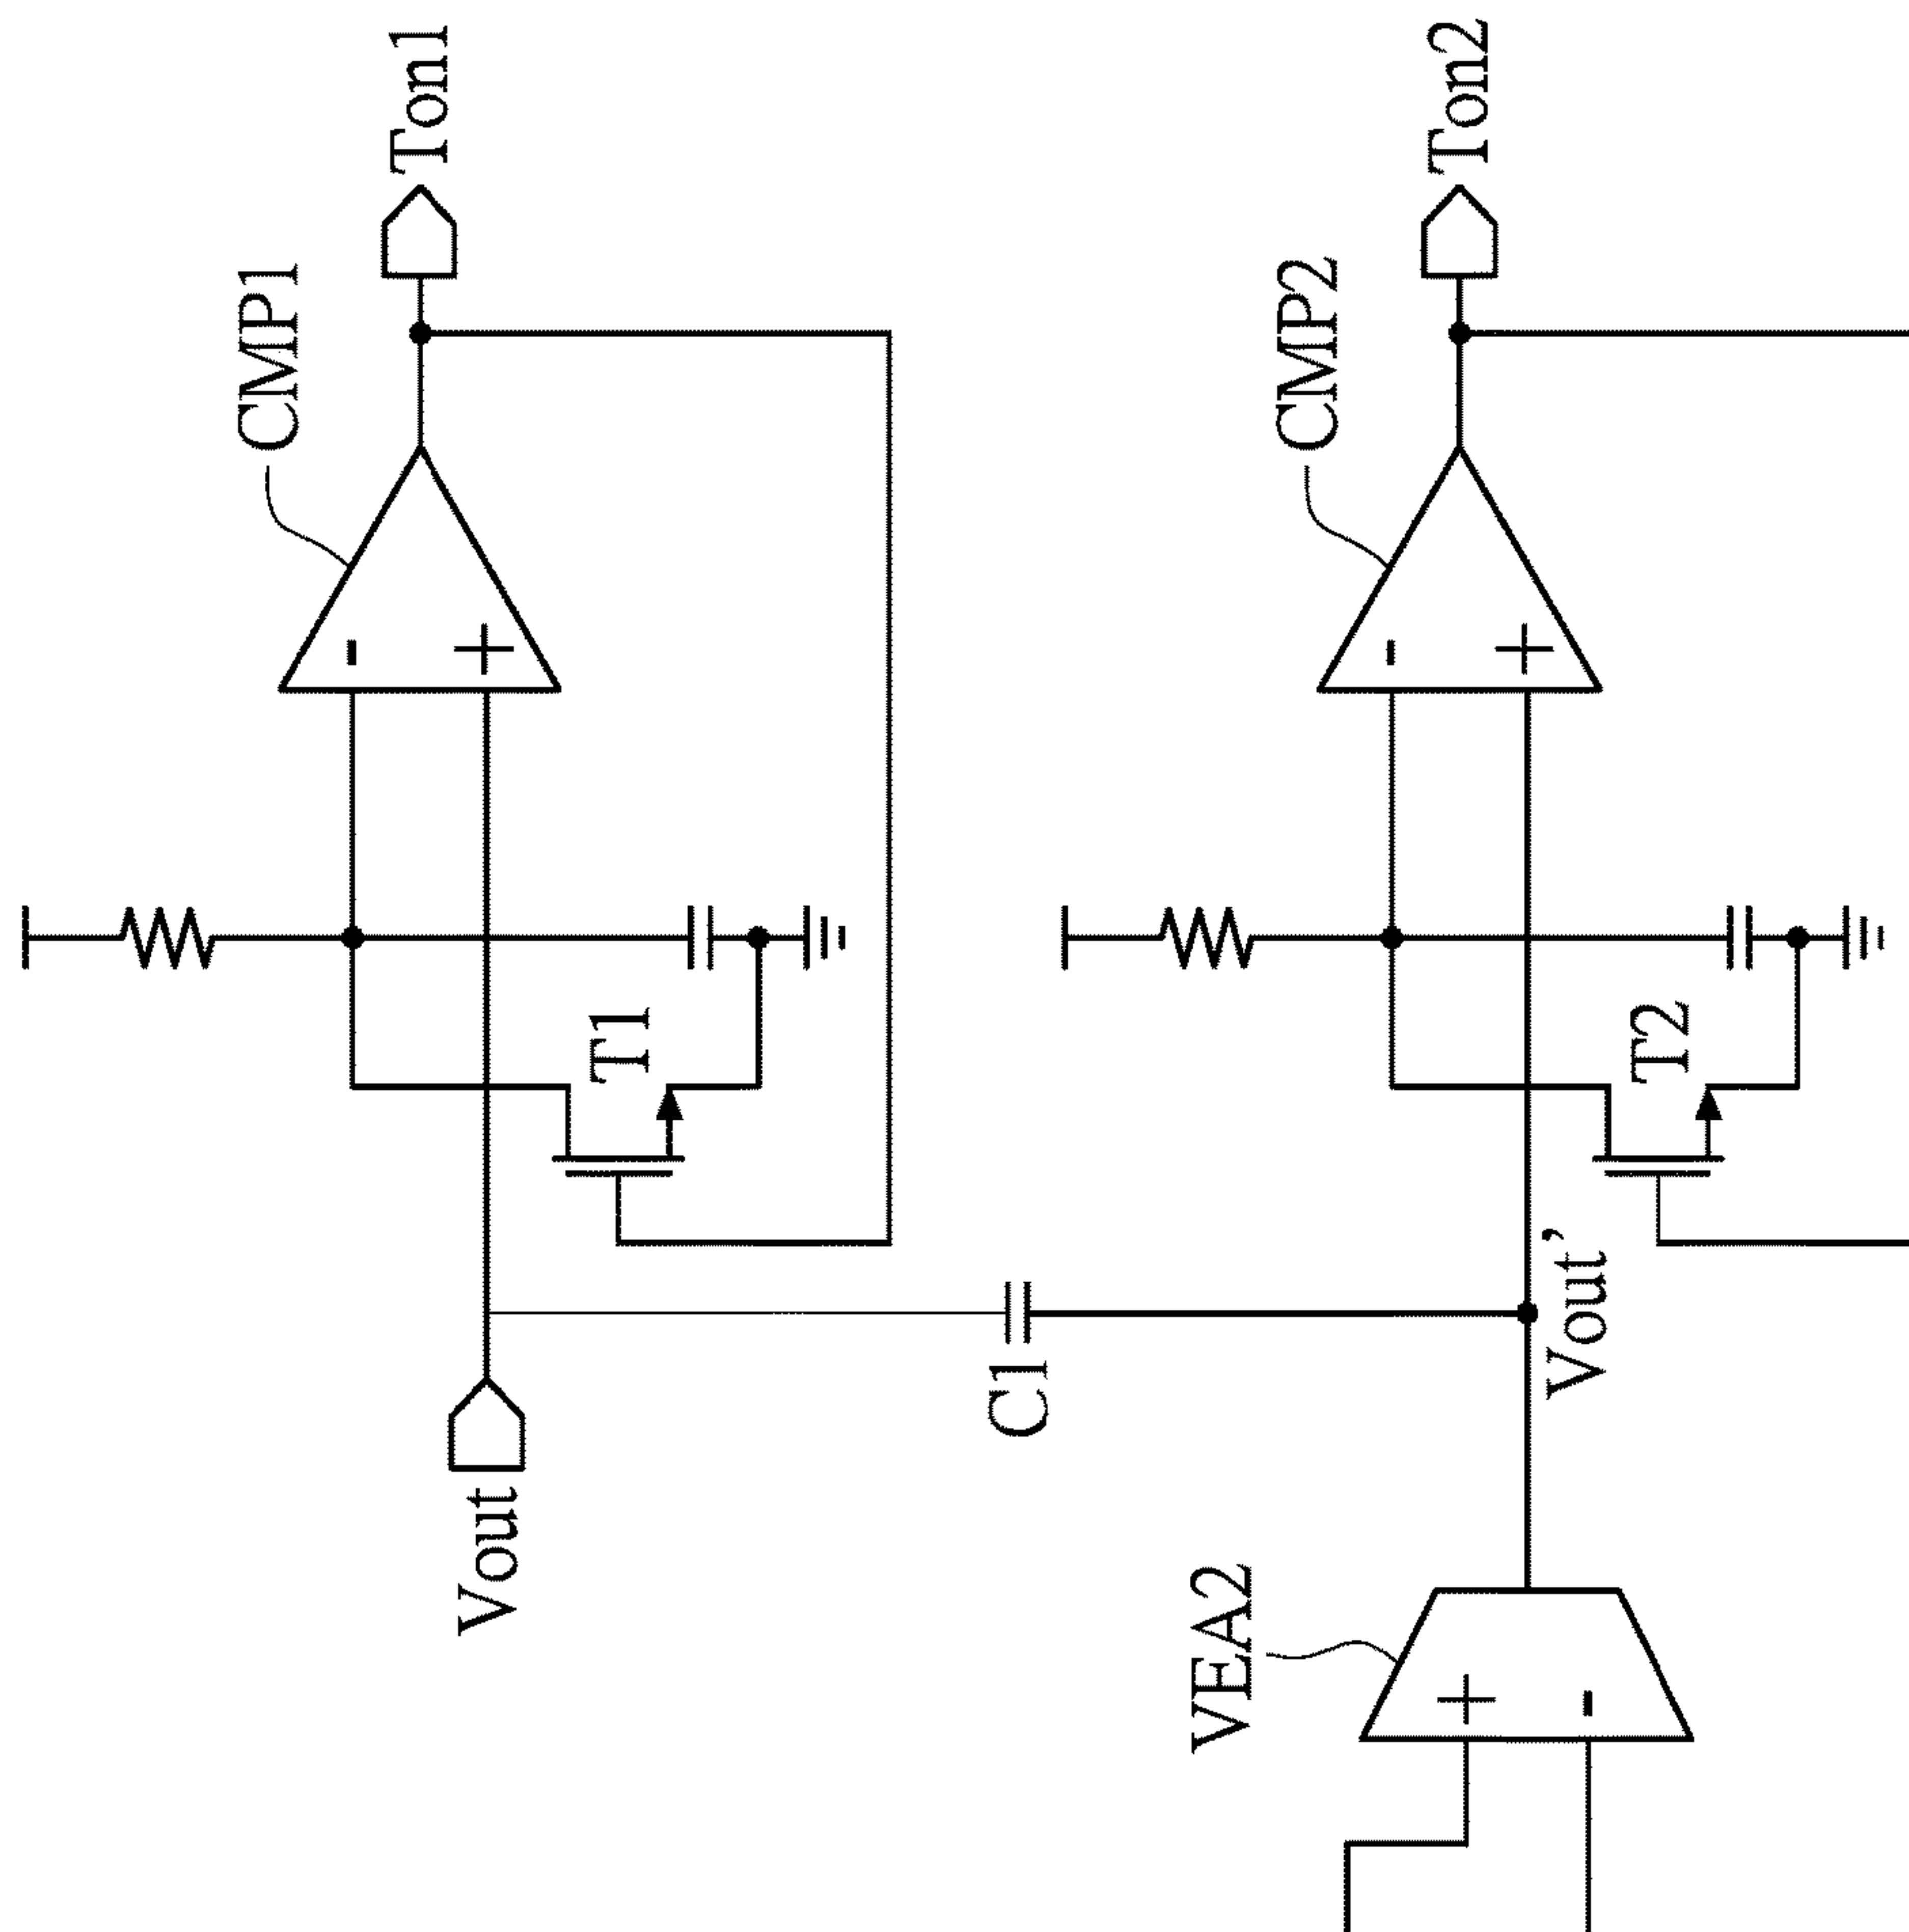 Vout
T1
-
+
CMP1
Ton1
C1
VEA2
+
-
Vout’
T2
-
+
CMP2
Ton2